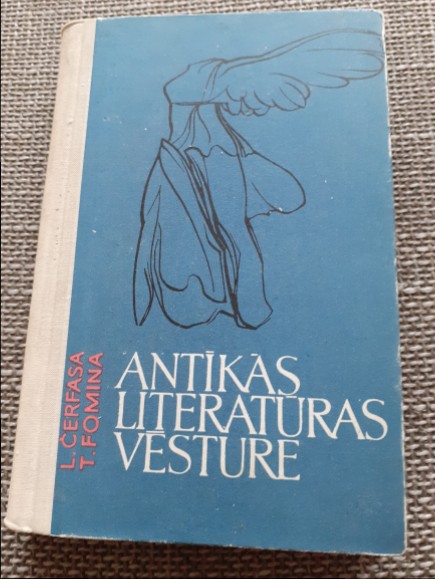 L. ČERFASA
T. FOMINA
ANTĪKAS
LITERATŪRAS
VĒSTURE